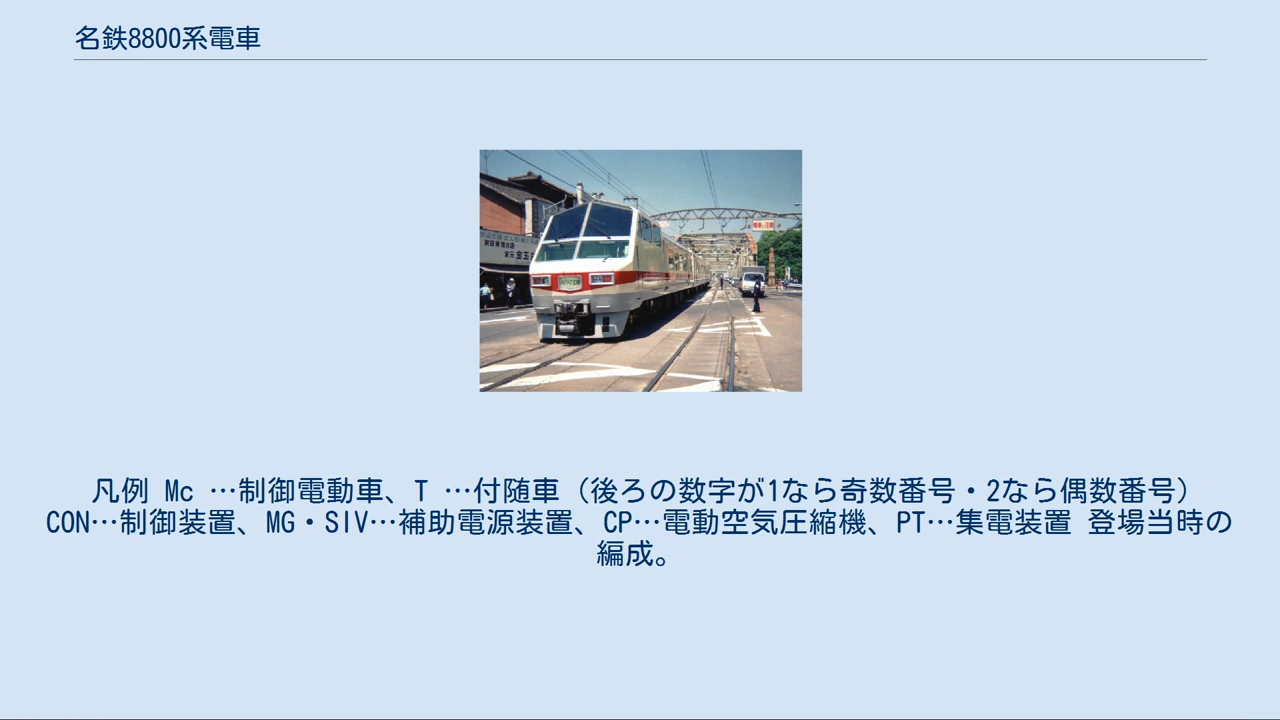 名鉄8800系電車
凡例 Mc …制御電動車、T …付随車（後ろの数字が1なら奇数番号・2なら偶数番号）
CON…制御装置、MG・SIV…補助電源装置、CP…電動空気圧縮機、PT…集電装置 登場当時の
編成。